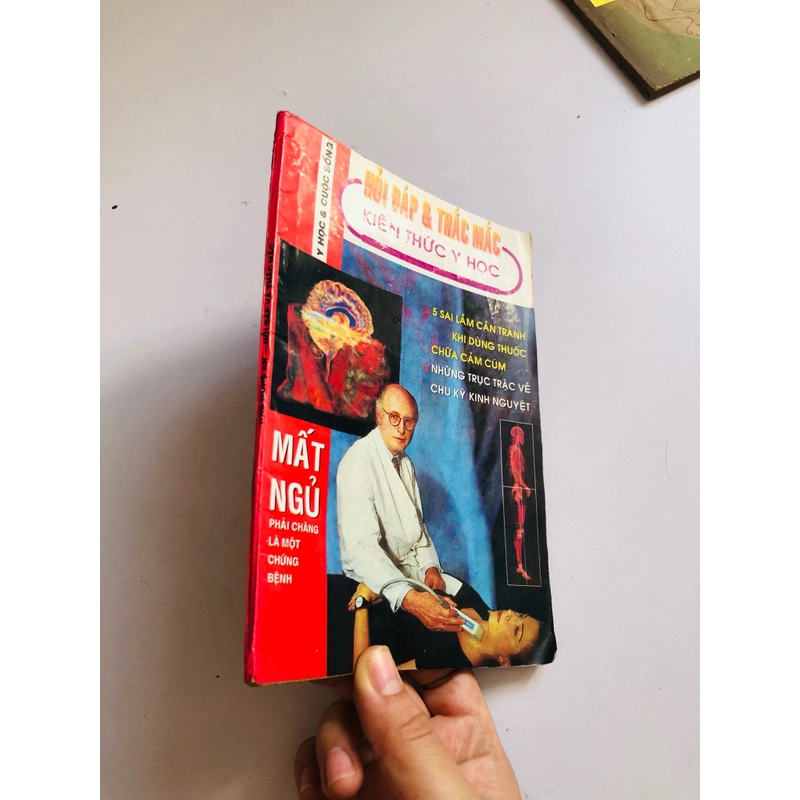 Y HỌC & CUỘC SỐNG
HỎI ĐÁP & THẮC MẮC
KIẾN THỨC Y HỌC
5 SAI LẦM CẦN TRÁNH
KHI DÙNG THUỐC
CHỮA CẢM CÚM
NHỮNG TRỤC TRẶC VỀ
CHU KỲ KINH NGUYỆT
MẤT
NGỦ
PHẢI CHĂNG
LÀ MỘT
CHỨNG
BỆNH